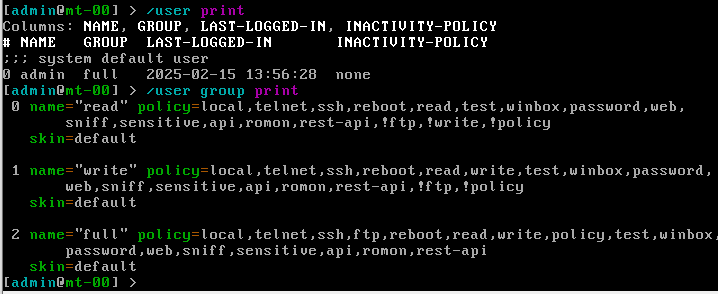 [admin@mt-00] > /user print
Columns: NAME, GROUP, LAST-LOGGED-IN, INACTIVITY-POLICY
# NAME   GROUP  LAST-LOGGED-IN       INACTIVITY-POLICY
;;; system default user
0 admin  full   2025-02-15 13:56:28  none
[admin@mt-00] > /user group print
 0 name="read" policy=local,telnet,ssh,reboot,read,test,winbox,password,web,
       sniff,sensitive,api,romon,rest-api,!ftp,!write,!policy
   skin=default
 1 name="write" policy=local,telnet,ssh,reboot,read,write,test,winbox,password,
       web,sniff,sensitive,api,romon,rest-api,!ftp,!policy
   skin=default
 2 name="full" policy=local,telnet,ssh,ftp,reboot,read,write,policy,test,winbox,
       password,web,sniff,sensitive,api,romon,rest-api
   skin=default
[admin@mt-00] >